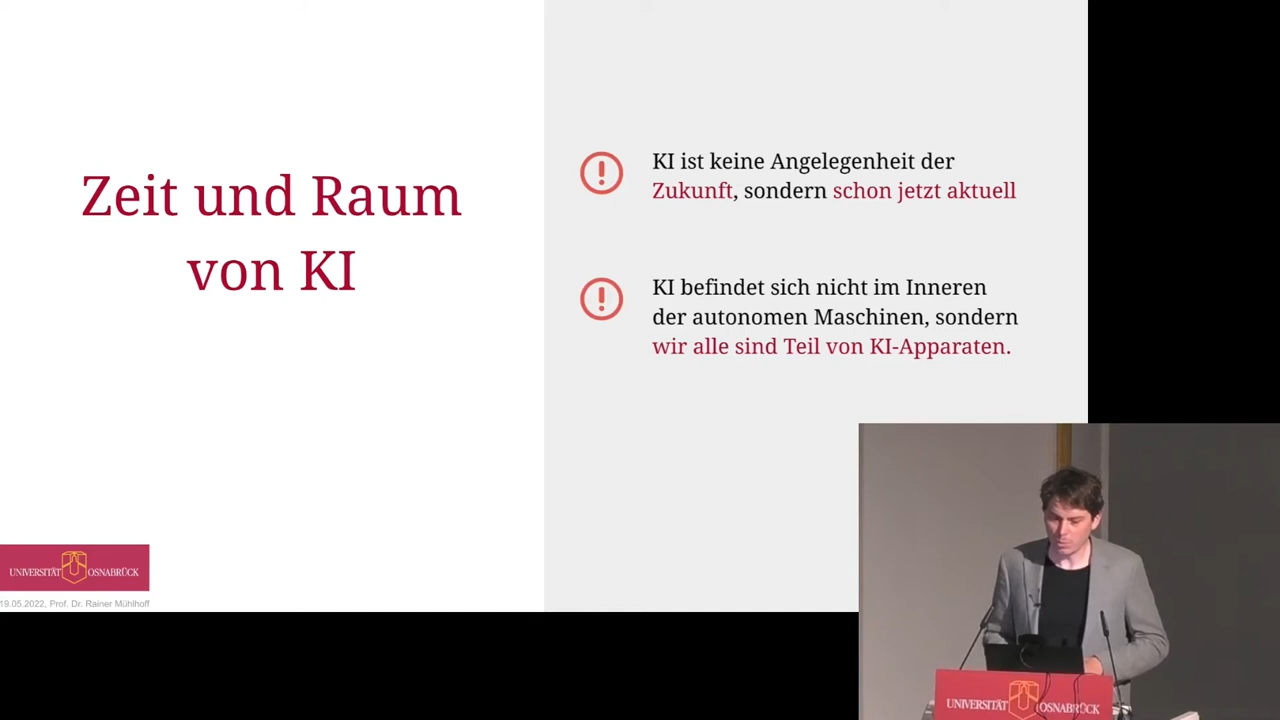 Zeit und Raum
von KI
KI ist keine Angelegenheit der
Zukunft, sondern schon jetzt aktuell
KI befindet sich nicht im Inneren
der autonomen Maschinen, sondern
wir alle sind Teil von KI-Apparaten.
UNIVERSITÄT OSNABRÜCK
19.05.2022, Prof. Dr. Rainer Mühlhoff
UNIVERSITÄT OSNABRÜCK